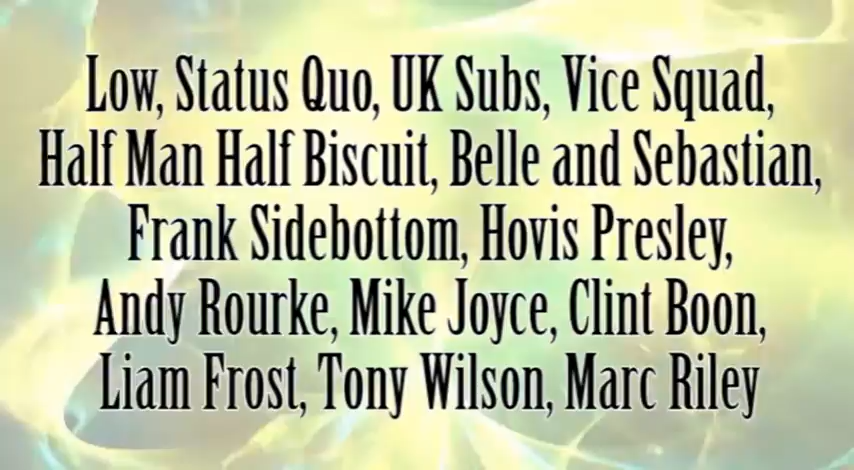 Low, Status Quo, UK Subs, Vice Squad,
Half Man Half Biscuit, Belle and Sebastian,
Frank Sidebottom, Hovis Presley,
Andy Rourke, Mike Joyce, Clint Boon,
Liam Frost, Tony Wilson, Marc Riley